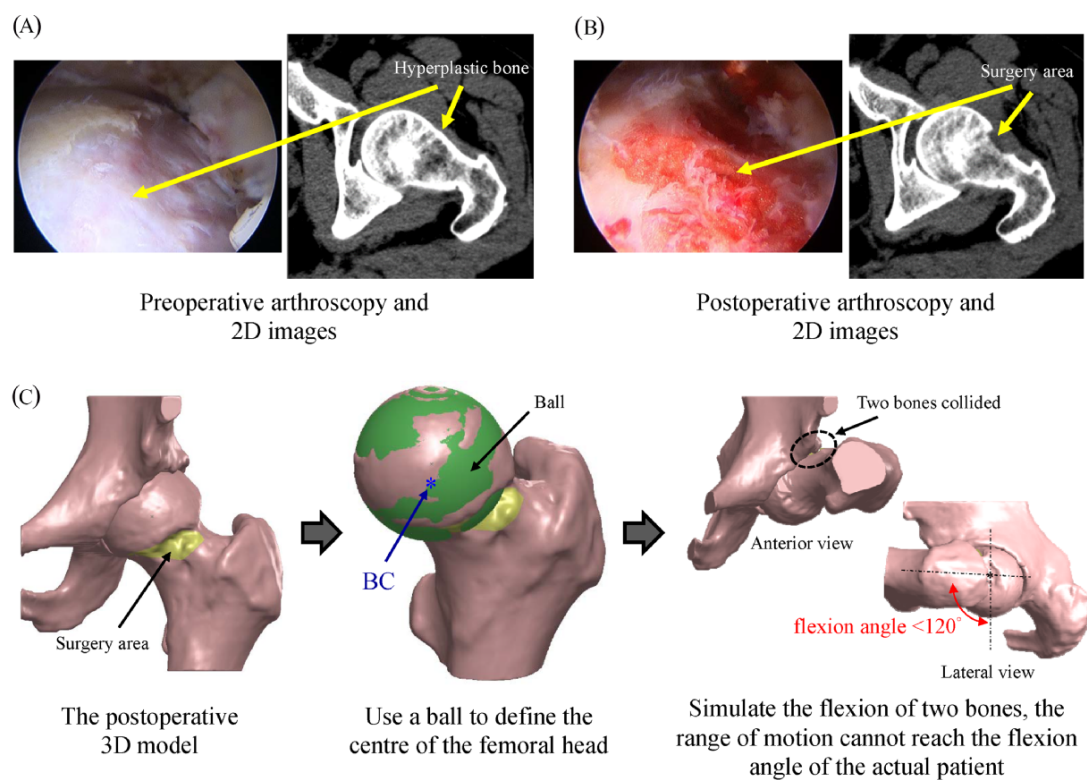 (A)
Hyperplastic bone
Preoperative arthroscopy and
2D images
(B)
Surgery area
Postoperative arthroscopy and
2D images
(C)
Surgery area
The postoperative
3D model
Ball
*
BC
Use a ball to define the
centre of the femoral head
Two bones collided
Anterior view
flexion angle <120°
Lateral view
Simulate the flexion of two bones, the
range of motion cannot reach the flexion
angle of the actual patient